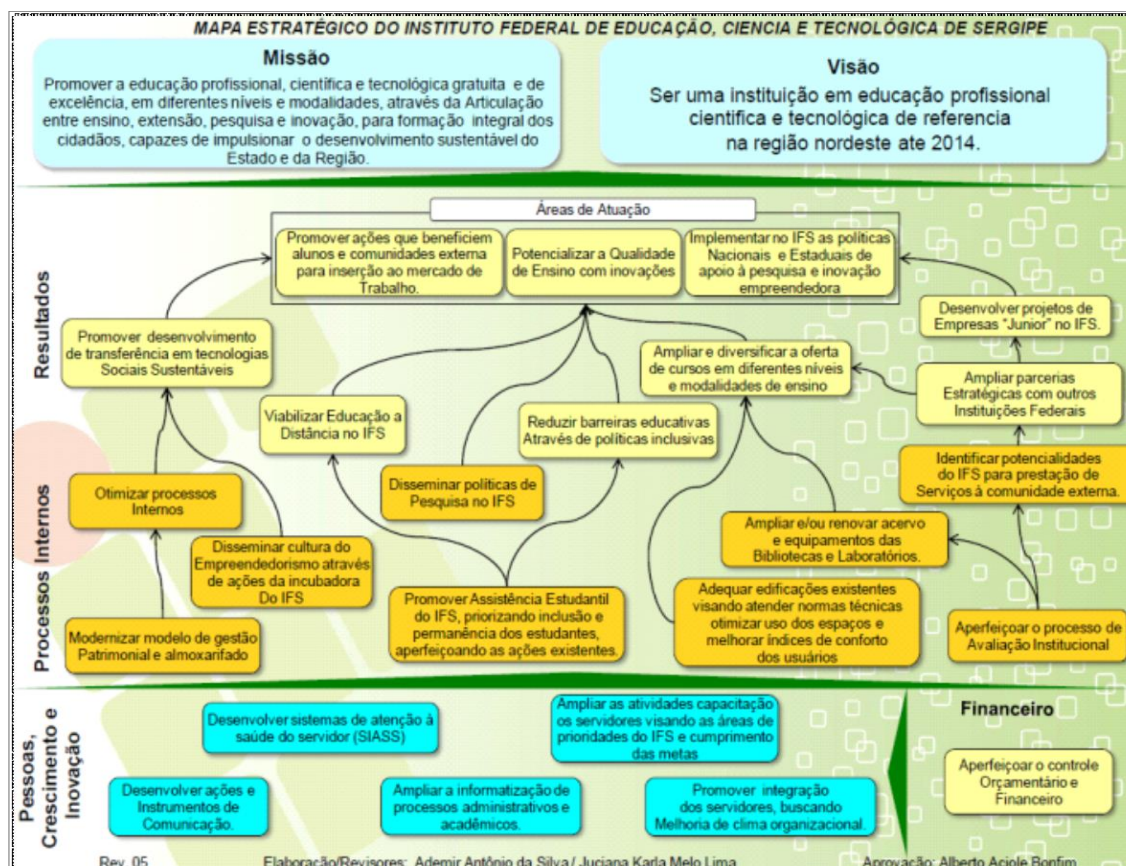 MAPA ESTRATÉGICO DO INSTITUTO FEDERAL DE EDUCAÇÃO, CIENCIA E TECNOLÓGICA DE SERGIPE
Missão
Promover a educação profissional, científica e tecnológica gratuita e de
excelência, em diferentes níveis e modalidades, através da Articulação
entre ensino, extensão, pesquisa e inovação, para formação integral dos
cidadãos, capazes de impulsionar o desenvolvimento sustentável do
Estado e da Região.
Visão
Ser uma instituição em educação profissional
cientifica e tecnológica de referencia
na região nordeste ate 2014.
Resultados
Áreas de Atuação
Promover ações que beneficiem
alunos e comunidades externa
para inserção ao mercado de
Trabalho.
Potencializar a Qualidade
de Ensino com inovações
Implementar no IFS as políticas
Nacionais e Estaduais de
apoio à pesquisa e inovação
empreendedora
Promover desenvolvimento
de transferência em tecnologias
Sociais Sustentáveis
Desenvolver projetos de
Empresas "Junior" no IFS.
Ampliar e diversificar a oferta
de cursos em diferentes níveis
e modalidades de ensino
Ampliar parcerias
Estratégicas com outros
Instituições Federais
Viabilizar Educação a
Distância no IFS
Reduzir barreiras educativas
Através de políticas inclusivas
Processos Internos
Otimizar processos
Internos
Disseminar políticas de
Pesquisa no IFS
Identificar potencialidades
do IFS para prestação de
Serviços à comunidade externa.
Disseminar cultura do
Empreendedorismo através
de ações da incubadora
Do IFS
Ampliar e/ou renovar acervo
e equipamentos das
Bibliotecas e Laboratórios.
Modernizar modelo de gestão
Patrimonial e almoxarifado
Promover Assistência Estudantil
do IFS, priorizando inclusão e
permanência dos estudantes,
aperfeiçoando as ações existentes.
Adequar edificações existentes
visando atender normas técnicas
otimizar uso dos espaços e
melhorar índices de conforto
dos usuários
Aperfeiçoar o processo de
Avaliação Institucional
Pessoas,
Crescimento e
Inovação
Desenvolver sistemas de atenção à
saúde do servidor (SIASS)
Ampliar as atividades capacitação
os servidores visando as áreas de
prioridades do IFS e cumprimento
das metas
Desenvolver ações e
Instrumentos de
Comunicação.
Ampliar a informatização de
processos administrativos e
acadêmicos.
Promover integração
dos servidores, buscando
Melhoria de clima organizacional.
Financeiro
Aperfeiçoar o controle
Orçamentário e
Financeiro
Rev. 05 Elaboração/Revisores: Ademir Antônio da Silva / Juciana Karla Melo Lima Aprovação: Alberto Aciole Bonfim